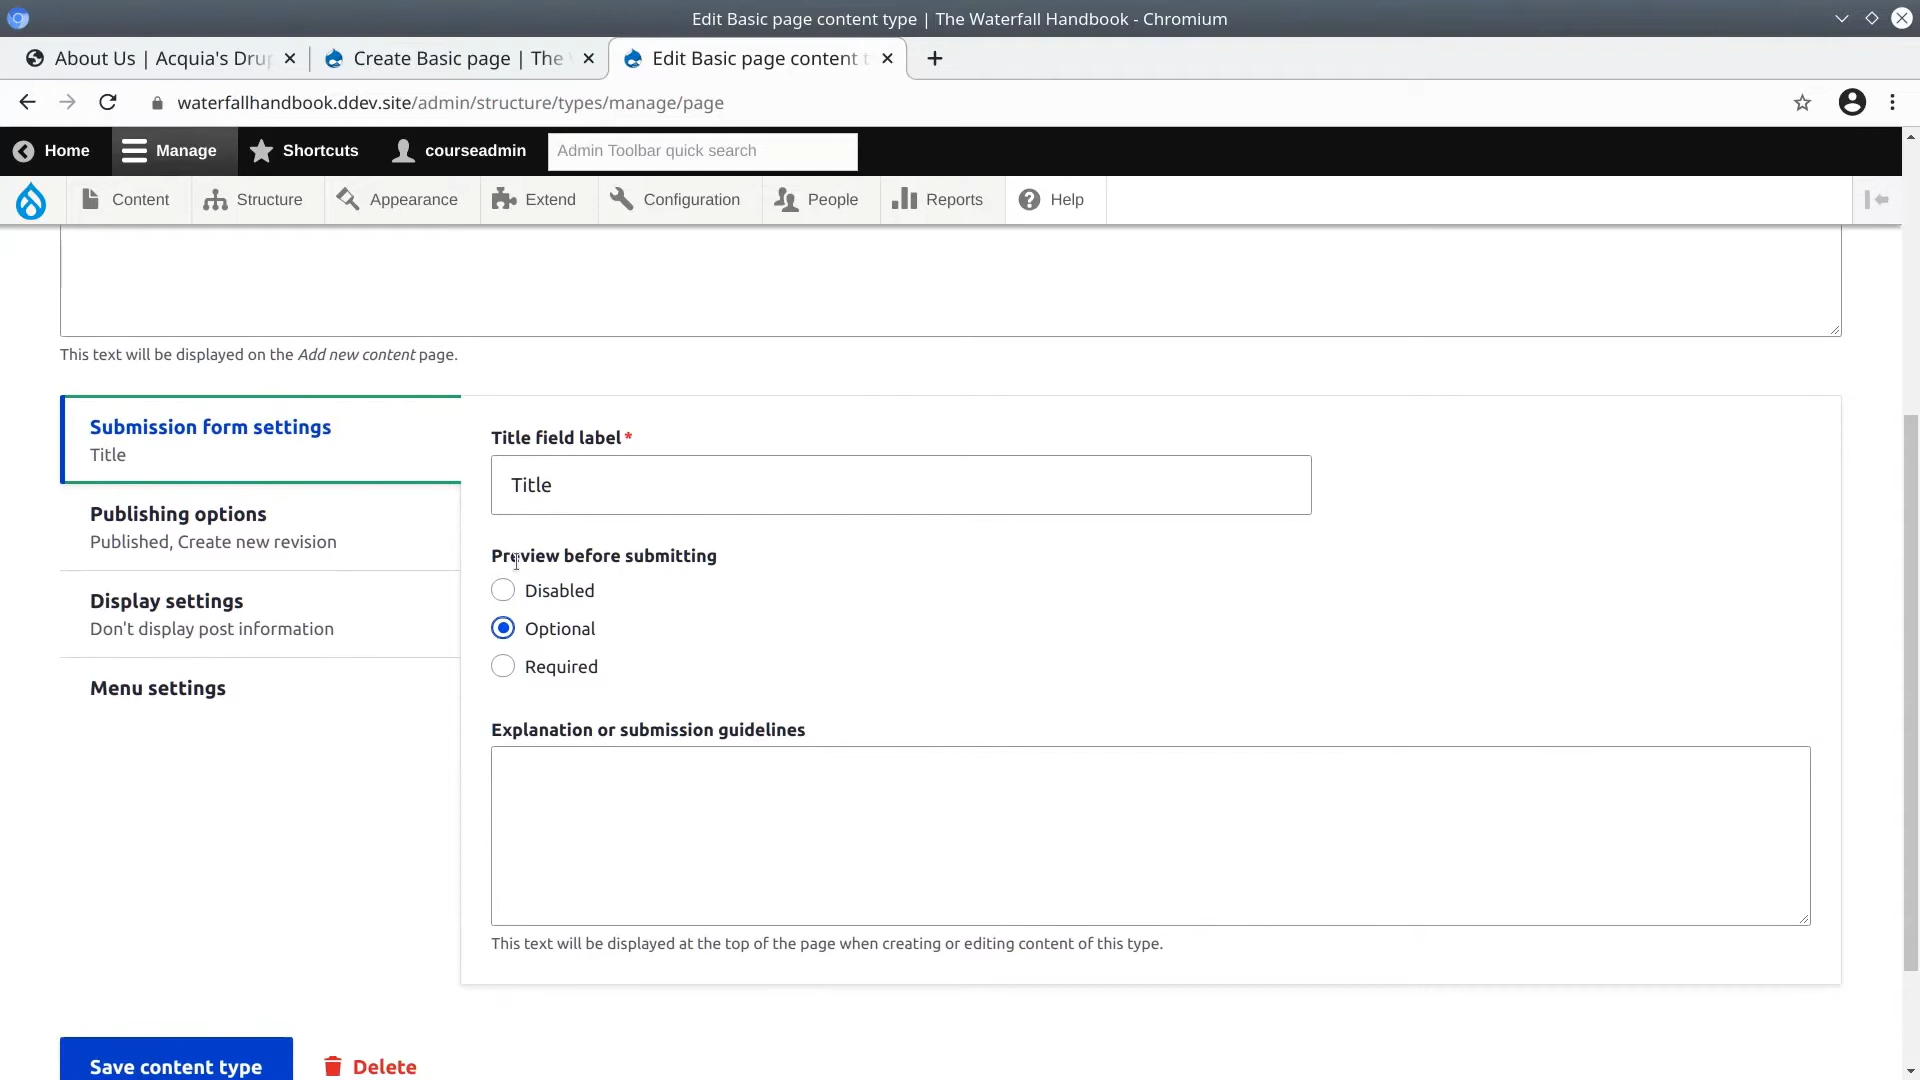 Edit Basic page content type | The Waterfall Handbook - Chromium
About Us | Acquia's Dru
Create Basic page | The
Edit Basic page content t
waterfallhandbook.ddev.site/admin/structure/types/manage/page
Home Manage Shortcuts courseadmin Admin Toolbar quick search
Content Structure Appearance Extend Configuration People Reports Help
This text will be displayed on the Add new content page.
Submission form settings
Title
Publishing options
Published, Create new revision
Display settings
Don't display post information
Menu settings
Title field label*
Title
Preview before submitting
Disabled
Optional
Required
Explanation or submission guidelines
This text will be displayed at the top of the page when creating or editing content of this type.
Save content type Delete